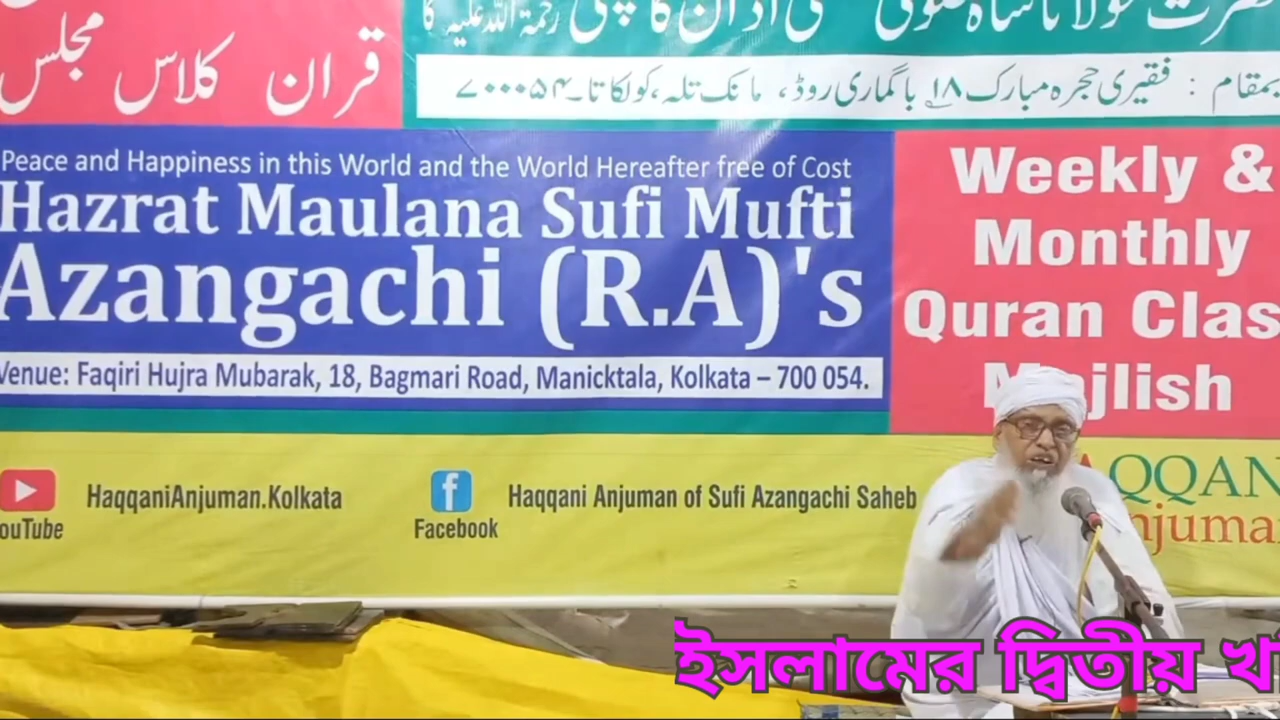 قران کلاس مجلس
بمقام : فقیری حجرہ مبارک ۱۸ باگماری روڈ، مانک تلہ، کولکاتا۔۷۰۰۰۵۴
Peace and Happiness in this World and the World Hereafter free of Cost
Hazrat Maulana Sufi Mufti
Azangachi (R.A)'s
Venue: Faqiri Hujra Mubarak, 18, Bagmari Road, Manicktala, Kolkata – 700 054.
Weekly &
Monthly
Quran Clas
M jlish
HaqqaniAnjuman.Kolkata
ouTube
Facebook
Haqqani Anjuman of Sufi Azangachi Saheb
AQQAN
njuma
ইসলামের দ্বিতীয় খ